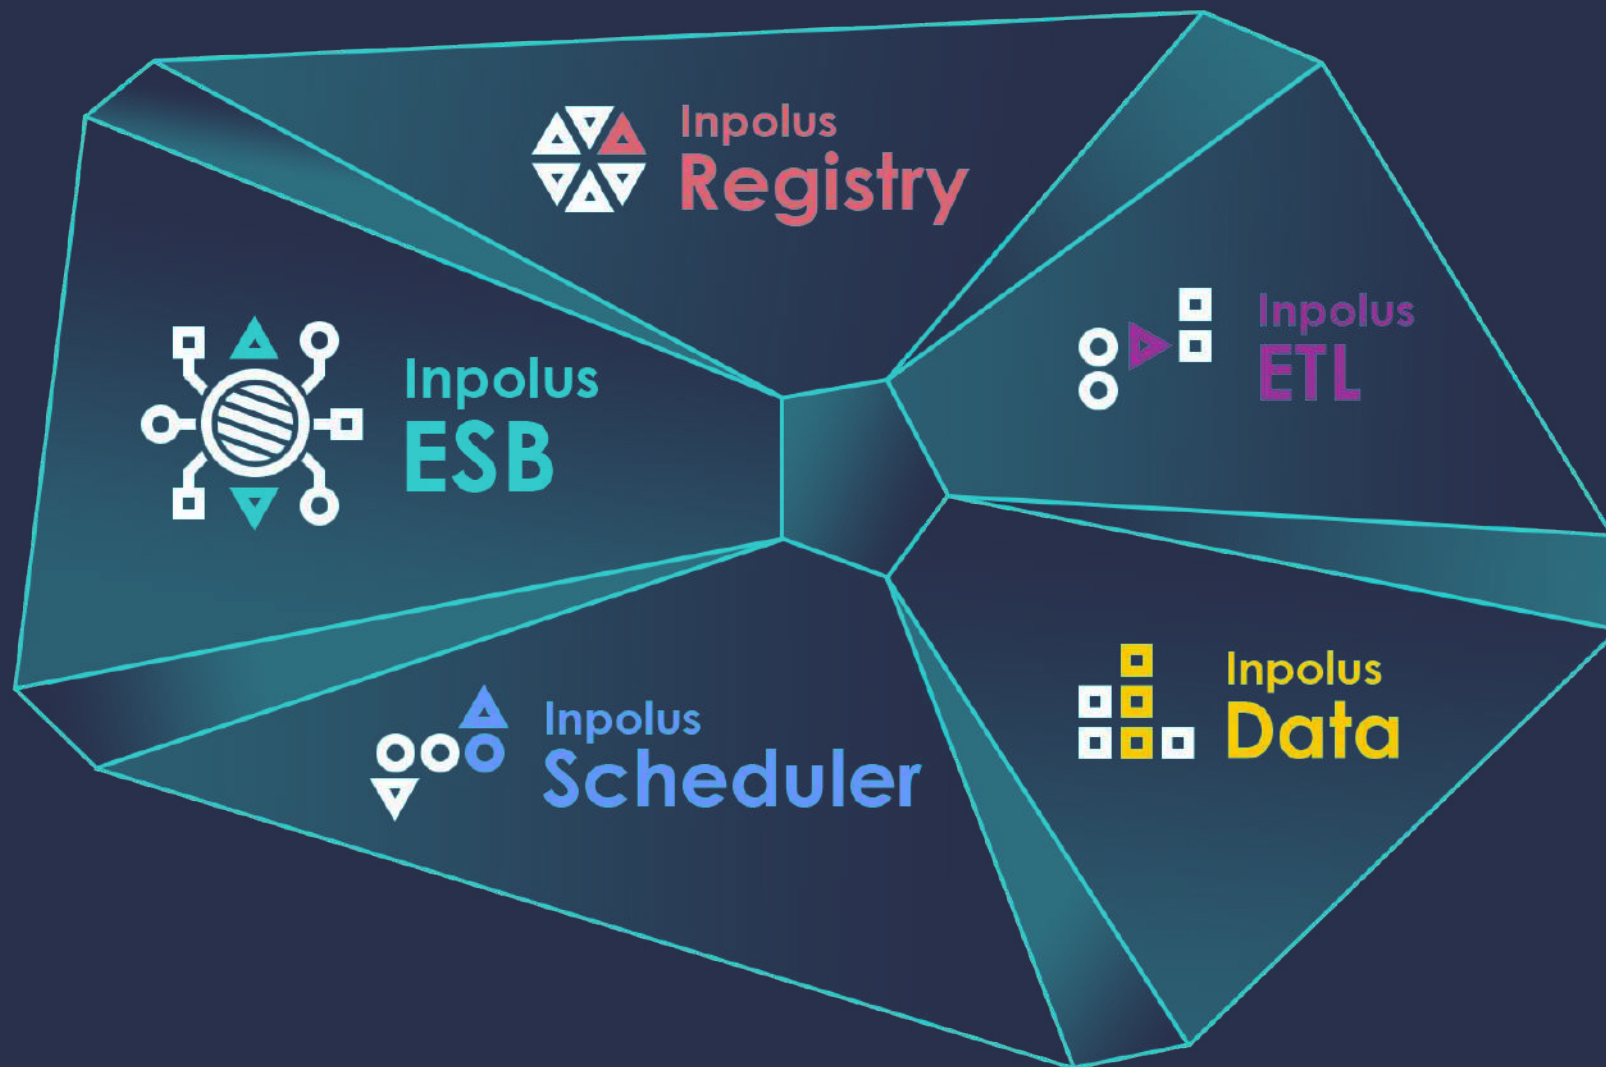 Inpolus
Registry
Inpolus
ETL
Inpolus
ESB
Inpolus
Data
Inpolus
Scheduler